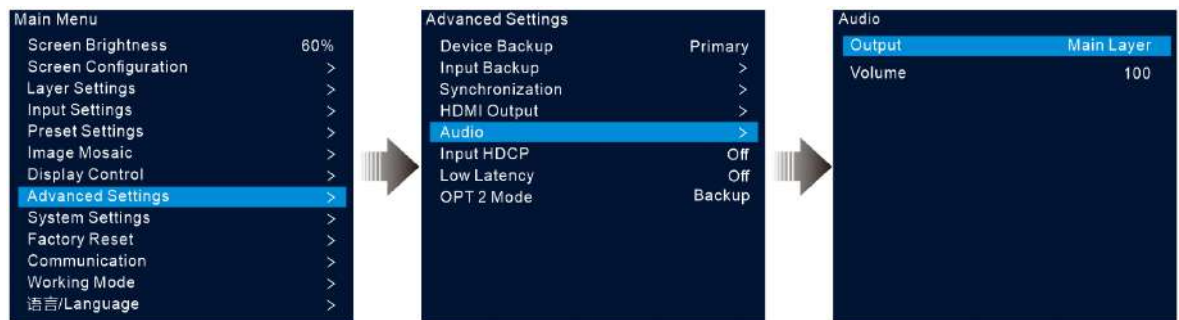 Main Menu
Screen Brightness 60%
Screen Configuration >
Layer Settings >
Input Settings >
Preset Settings >
Image Mosaic >
Display Control >
Advanced Settings >
System Settings >
Factory Reset >
Communication >
Working Mode >
语言/Language >
Advanced Settings
Device Backup Primary
Input Backup >
Synchronization >
HDMI Output >
Audio >
Input HDCP Off
Low Latency Off
OPT 2 Mode Backup
Audio
Output Main Layer
Volume 100